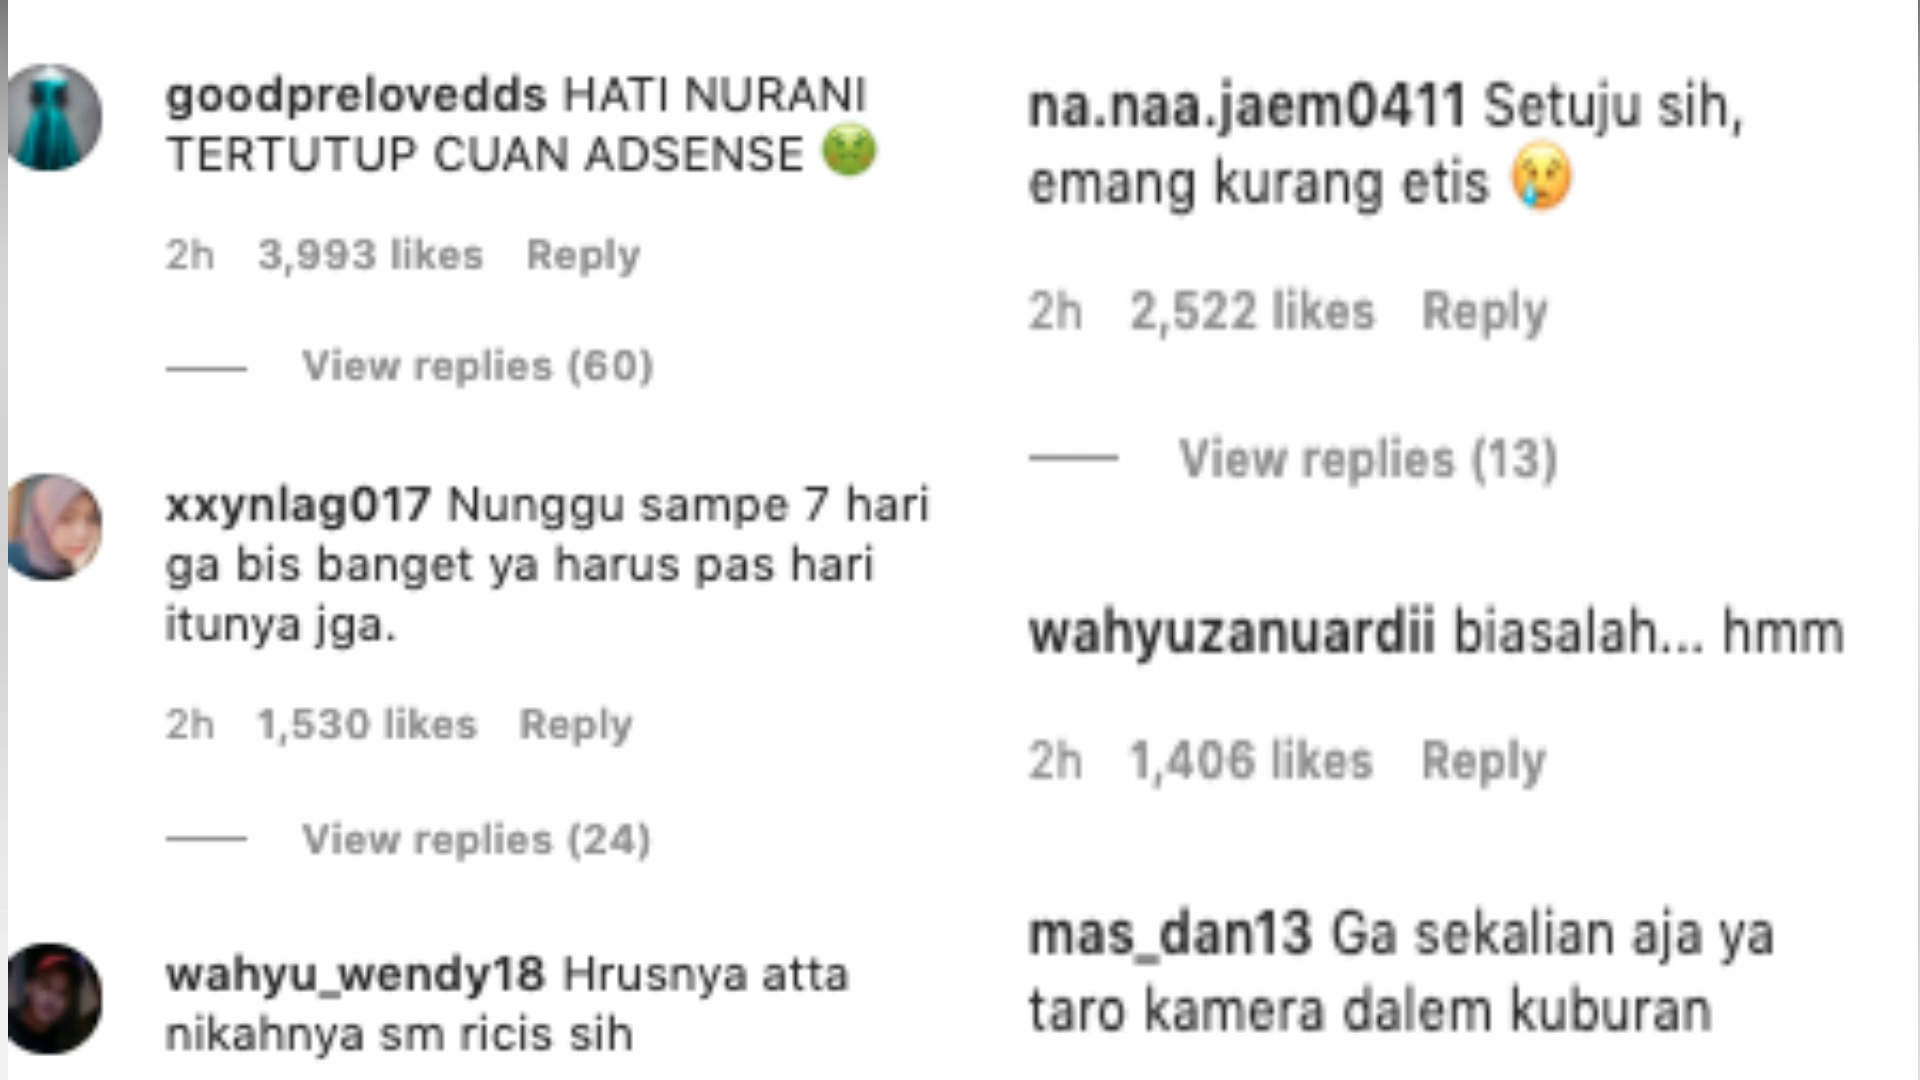 goodprelovedds HATI NURANI
TERTUTUP CUAN ADSENSE 🤢
2h 3,993 likes Reply
View replies (60)
xxynlag017 Nunggu sampe 7 hari
ga bis banget ya harus pas hari
itunya jga.
2h 1,530 likes Reply
View replies (24)
wahyu_wendy18 Hrusnya atta
nikahnya sm ricis sih
na.naa.jaem0411 Setuju sih,
emang kurang etis 😢
2h 2,522 likes Reply
View replies (13)
wahyuzanuardii biasalah... hmm
2h 1,406 likes Reply
mas_dan13 Ga sekalian aja ya
taro kamera dalem kuburan